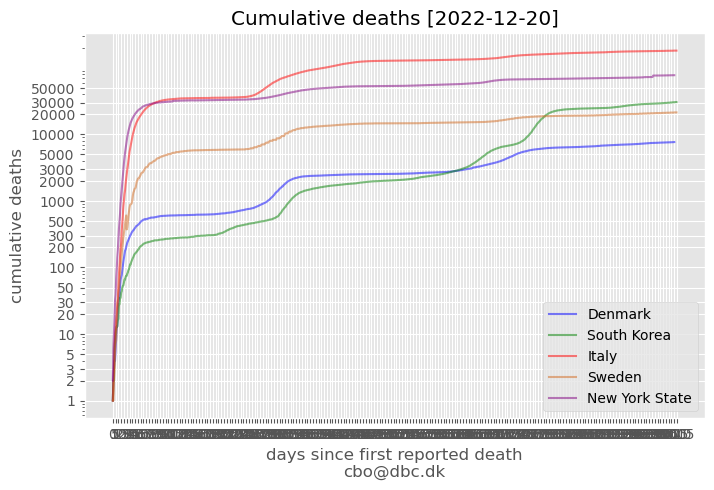 Cumulative deaths [2022-12-20]
cumulative deaths
50000
30000
20000
10000
5000
3000
2000
1000
500
300
200
100
50
30
20
10
5
3
2
1
Denmark
South Korea
Italy
Sweden
New York State
days since first reported death
cbo@dbc.dk